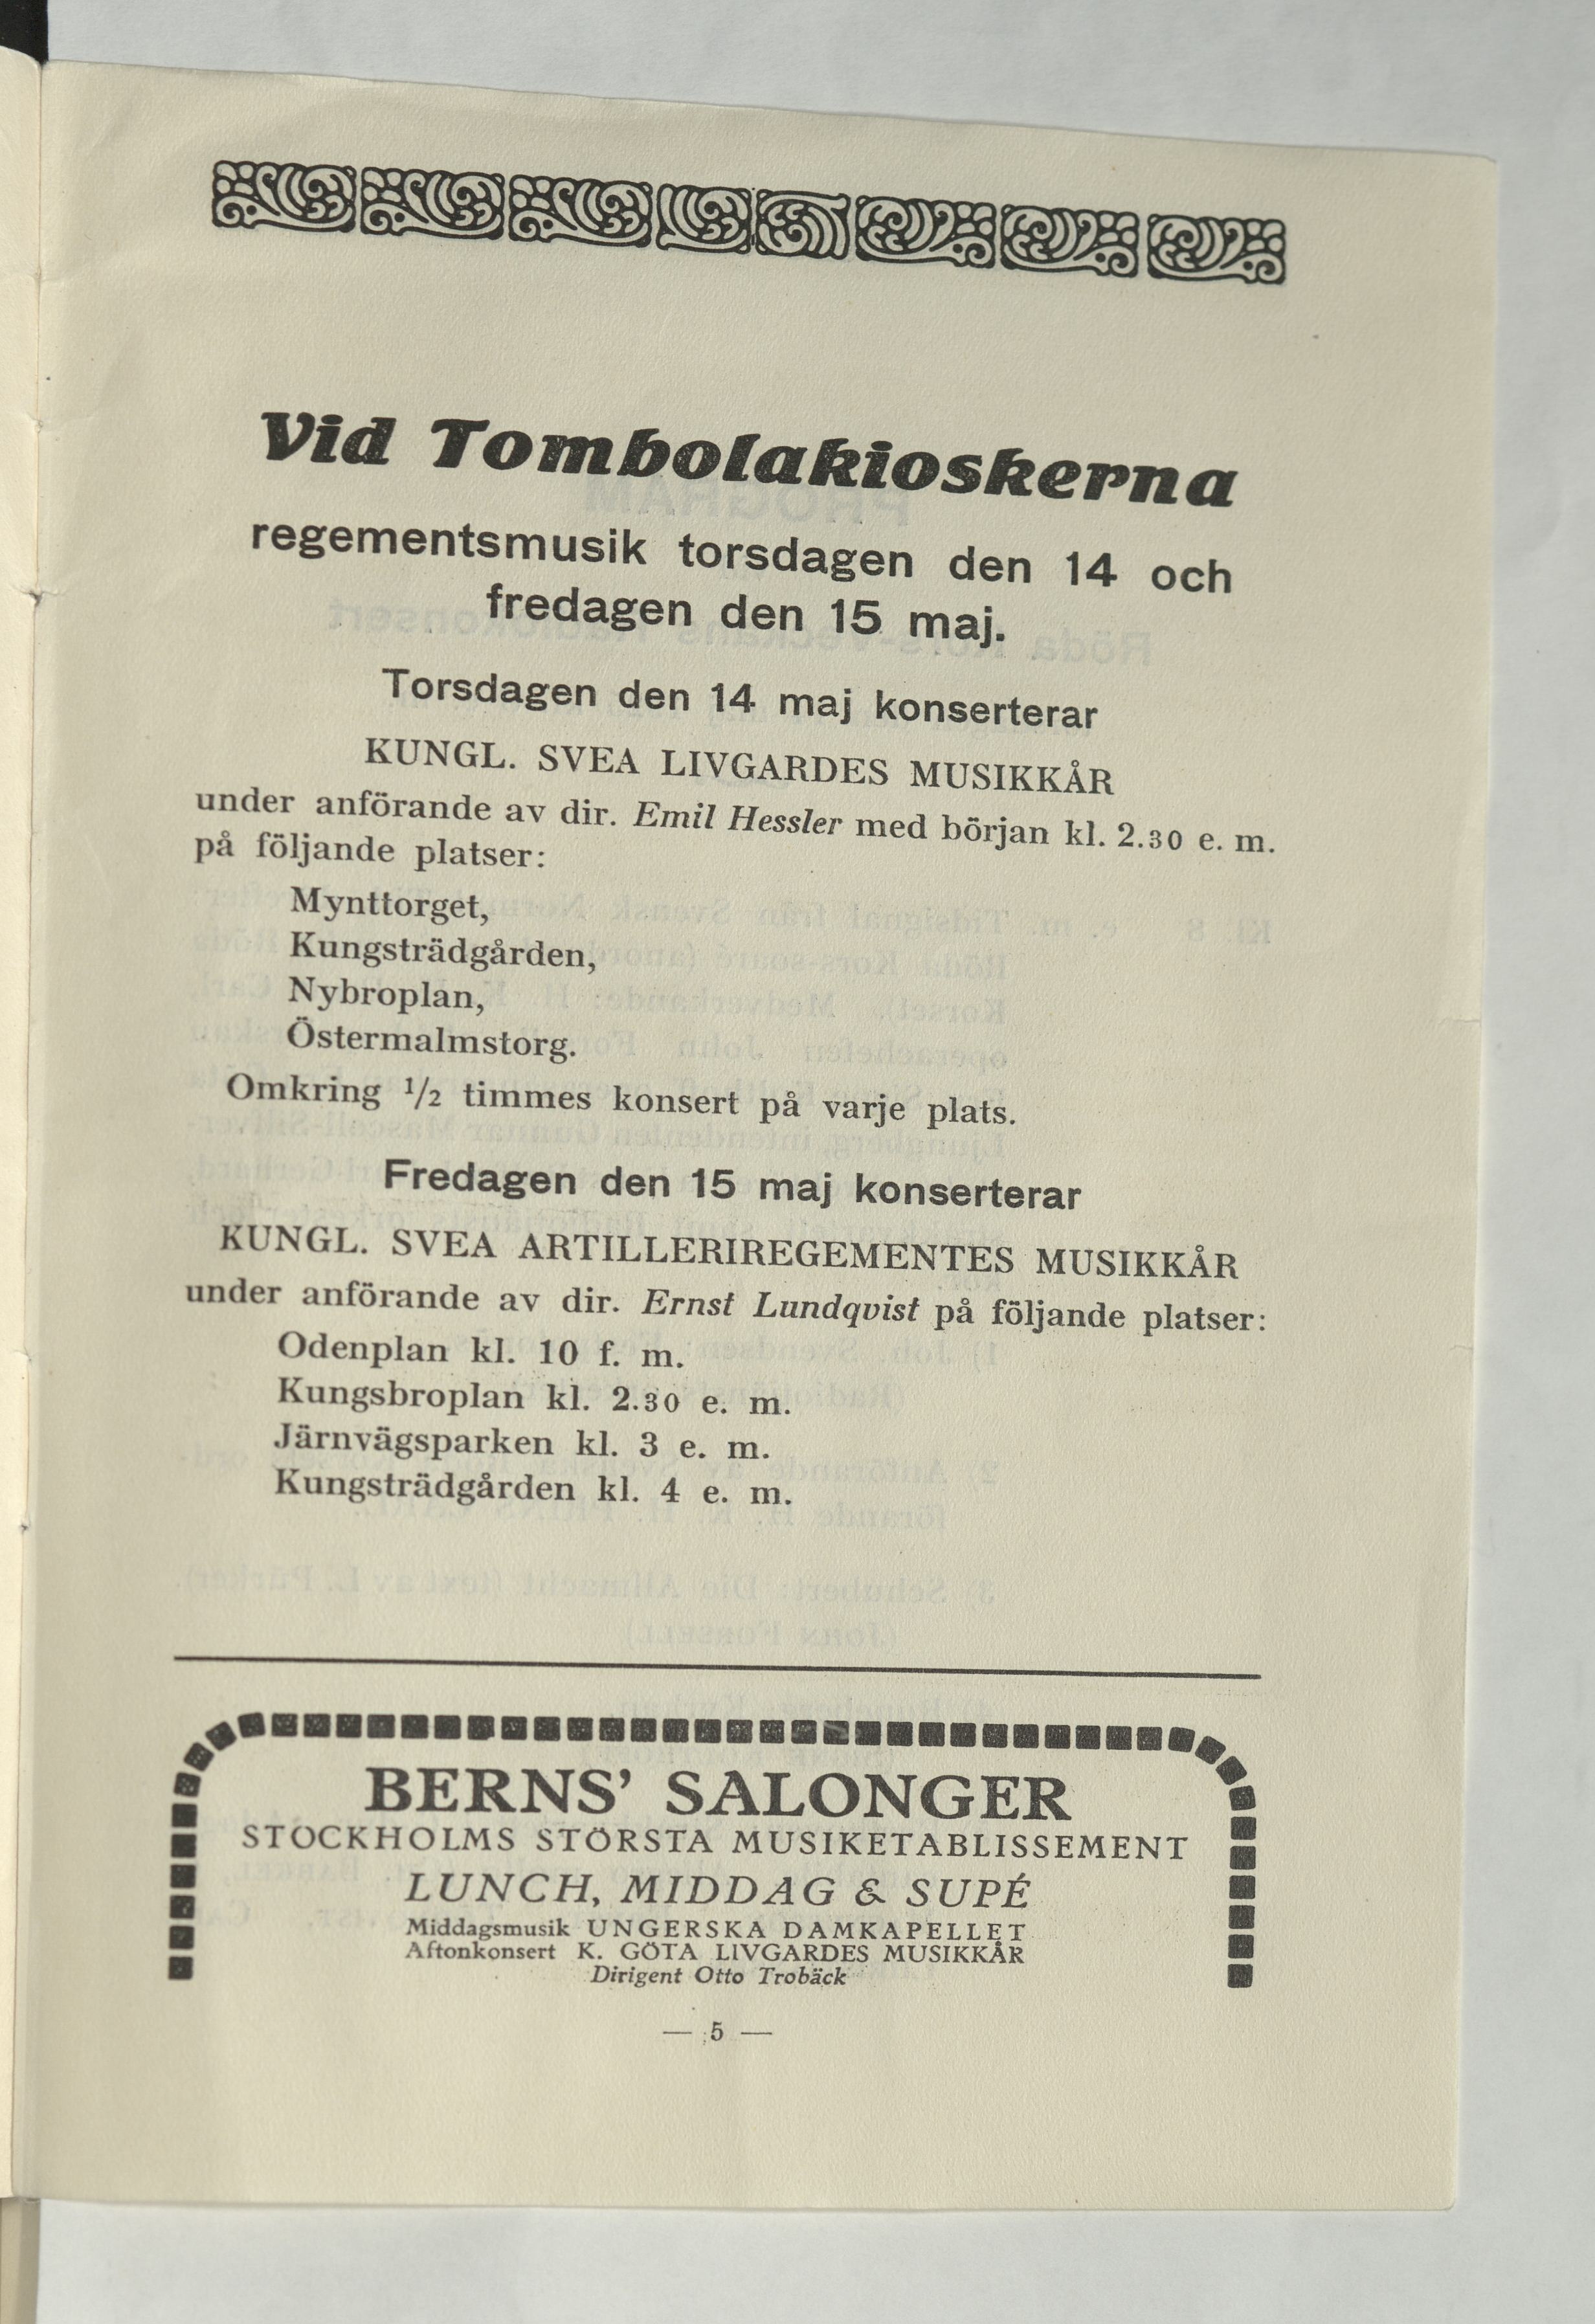 Vid Tombolakioskerna
regementsmusik torsdagen den 14 och
fredagen den 15 maj.
Torsdagen den 14 maj konserterar
KUNGL. SVEA LIVGARDES MUSIKKÅR
under anförande av dir. Emil Hessler med början kl. 2.30 e. m.
på följande platser:
Mynttorget,
Kungsträdgården,
Nybroplan,
Östermalmstorg.
Omkring 1/2 timmes konsert på varje plats.
Fredagen den 15 maj konserterar
KUNGL. SVEA ARTILLERIREGEMENTES MUSIKKÅR
under anförande av dir. Ernst Lundqvist på följande platser:
Odenplan kl. 10 f. m.
Kungsbroplan kl. 2.30 e. m.
Järnvägsparken kl. 3 e. m.
Kungsträdgården kl. 4 e. m.
BERNS' SALONGER
STOCKHOLMS STÖRSTA MUSIKETABLISSEMENT
LUNCH, MIDDAG & SUPÉ
Middagsmusik UNGERSKA DAMKAPELLET
Aftonkonsert K. GÖTA LIVGARDES MUSIKKÅR
Dirigent Otto Trobäck
— 5 —